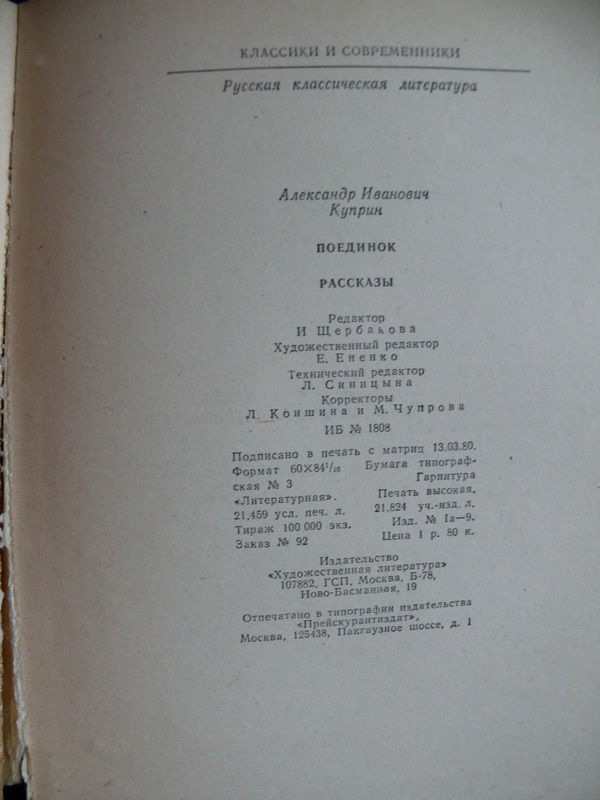 КЛАССИКИ И СОВРЕМЕННИКИ
Русская классическая литература
Александр Иванович
Куприн
ПОЕДИНОК
РАССКАЗЫ
Редактор
И Щербакова
Художественный редактор
Е. Ененко
Технический редактор
Л. Синицына
Корректоры
Л. Коншина и М. Чупрова
ИБ № 1808
Подписано в печать с матриц 13.03.80.
Формат 60×84¹/₁₆ Бумага типограф-
ская № 3 Гарнитура
«Литературная». Печать высокая.
21,459 усл. печ. л. 21,824 уч.-изд. л.
Тираж 100 000 экз. Изд. № Iа—9.
Заказ № 92 Цена 1 р. 80 к.
Издательство
«Художественная литература»
107882, ГСП, Москва, Б-78,
Ново-Басманная, 19
Отпечатано в типографии издательства
«Прейскурантиздат»,
Москва, 125438, Пакгаузное шоссе, д. 1